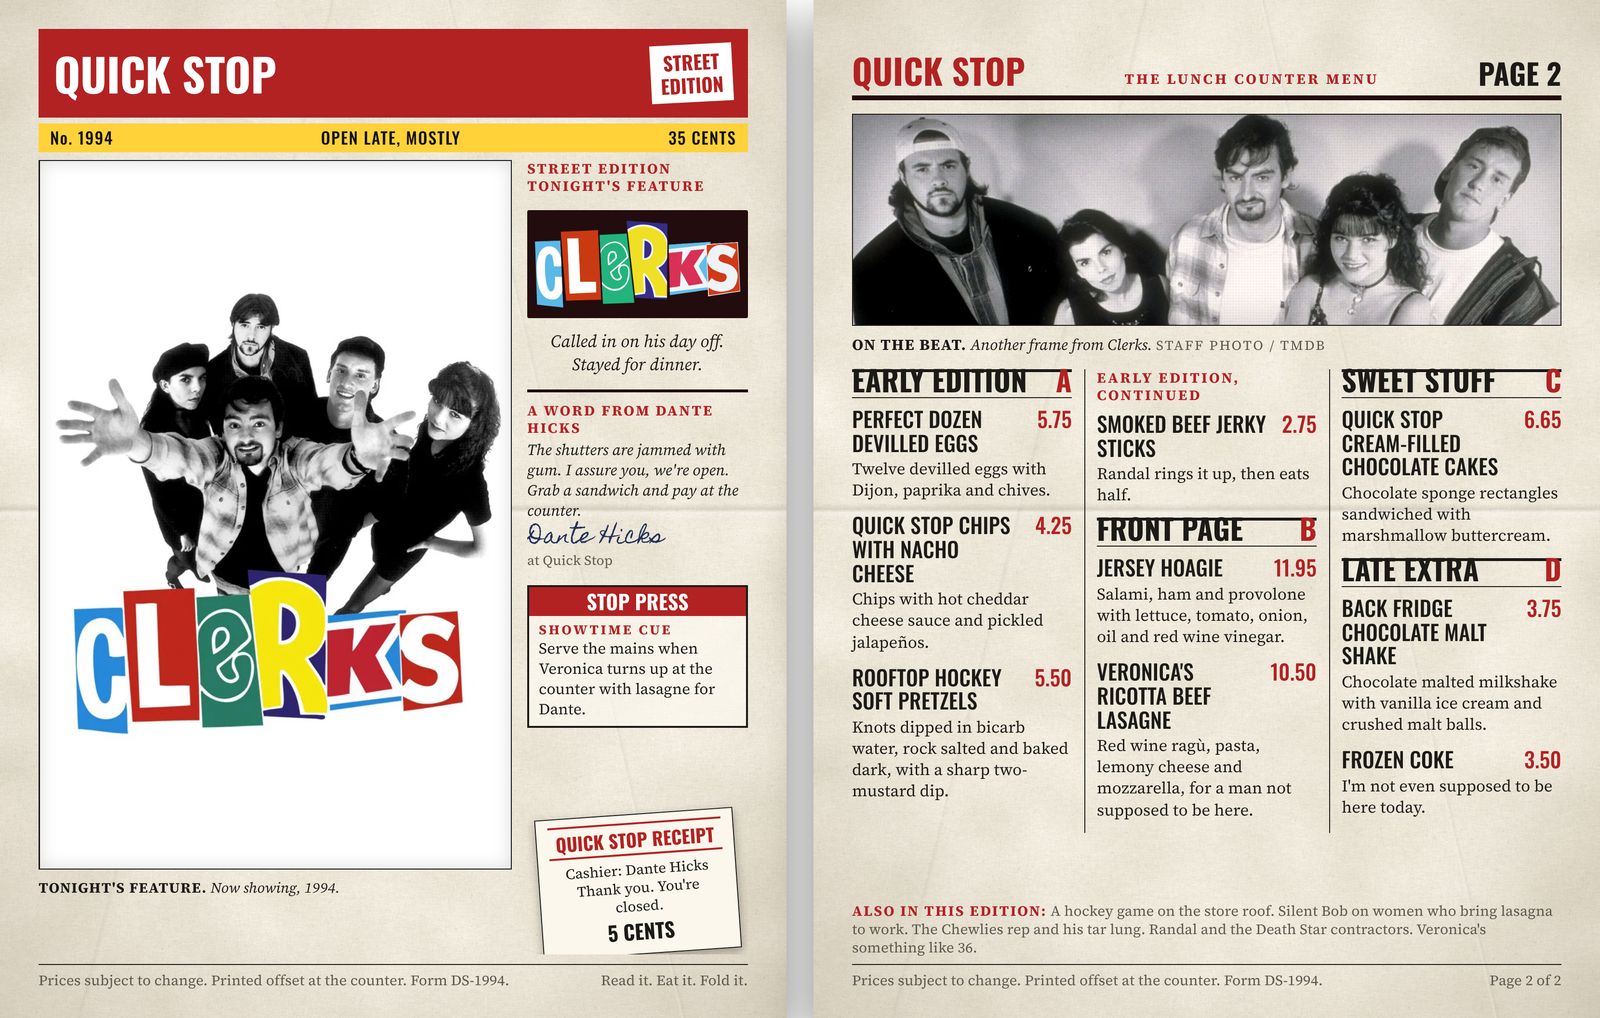 QUICK STOP
STREET
EDITION
No. 1994
OPEN LATE, MOSTLY
35 CENTS
CLeRKS
TONIGHT'S FEATURE. Now showing, 1994.
STREET EDITION
TONIGHT'S FEATURE
CLeRKS
Called in on his day off.
Stayed for dinner.
A WORD FROM DANTE
HICKS
The shutters are jammed with
gum. I assure you, we're open.
Grab a sandwich and pay at the
counter.
Dante Hicks
at Quick Stop
STOP PRESS
SHOWTIME CUE
Serve the mains when
Veronica turns up at the
counter with lasagne for
Dante.
QUICK STOP RECEIPT
Cashier: Dante Hicks
Thank you. You're
closed.
5 CENTS
Prices subject to change. Printed offset at the counter. Form DS-1994.
Read it. Eat it. Fold it.
QUICK STOP
THE LUNCH COUNTER MENU
PAGE 2
ON THE BEAT. Another frame from Clerks. STAFF PHOTO / TMDB
EARLY EDITION A
PERFECT DOZEN 5.75
DEVILLED EGGS
Twelve devilled eggs with
Dijon, paprika and chives.
QUICK STOP CHIPS 4.25
WITH NACHO
CHEESE
Chips with hot cheddar
cheese sauce and pickled
jalapeños.
ROOFTOP HOCKEY 5.50
SOFT PRETZELS
Knots dipped in bicarb
water, rock salted and baked
dark, with a sharp two-
mustard dip.
EARLY EDITION,
CONTINUED
SMOKED BEEF JERKY 2.75
STICKS
Randal rings it up, then eats
half.
FRONT PAGE B
JERSEY HOAGIE 11.95
Salami, ham and provolone
with lettuce, tomato, onion,
oil and red wine vinegar.
VERONICA'S 10.50
RICOTTA BEEF
LASAGNE
Red wine ragù, pasta,
lemony cheese and
mozzarella, for a man not
supposed to be here.
SWEET STUFF C
QUICK STOP 6.65
CREAM-FILLED
CHOCOLATE CAKES
Chocolate sponge rectangles
sandwiched with
marshmallow buttercream.
LATE EXTRA D
BACK FRIDGE 3.75
CHOCOLATE MALT
SHAKE
Chocolate malted milkshake
with vanilla ice cream and
crushed malt balls.
FROZEN COKE 3.50
I'm not even supposed to be
here today.
ALSO IN THIS EDITION: A hockey game on the store roof. Silent Bob on women who bring lasagna
to work. The Chewlies rep and his tar lung. Randal and the Death Star contractors. Veronica's
something like 36.
Prices subject to change. Printed offset at the counter. Form DS-1994.
Page 2 of 2